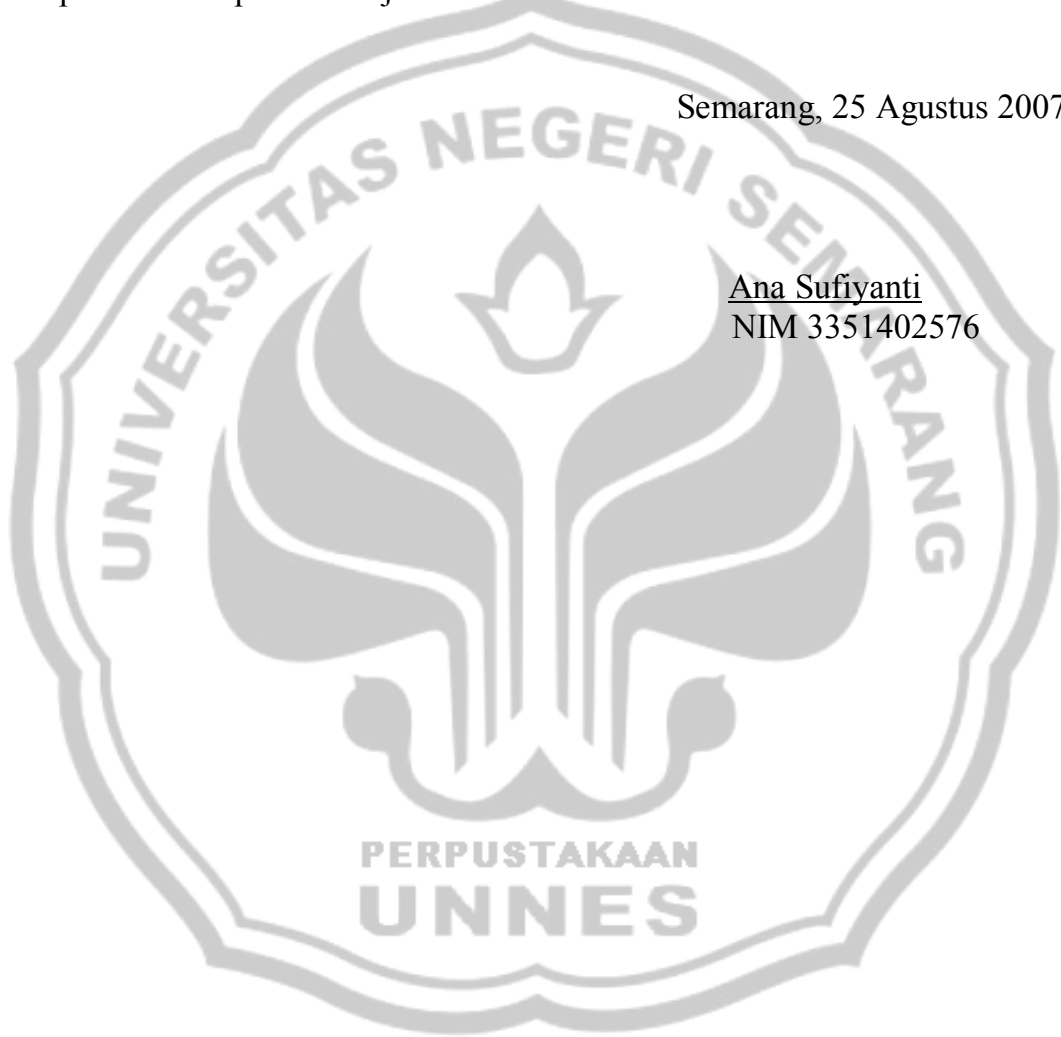 Semarang, 25 Agustus 2007
UNIVERSITAS NEGERI SEMARANG
Ana Sufiyanti
NIM 3351402576
PERPUSTAKAAN
UNNES